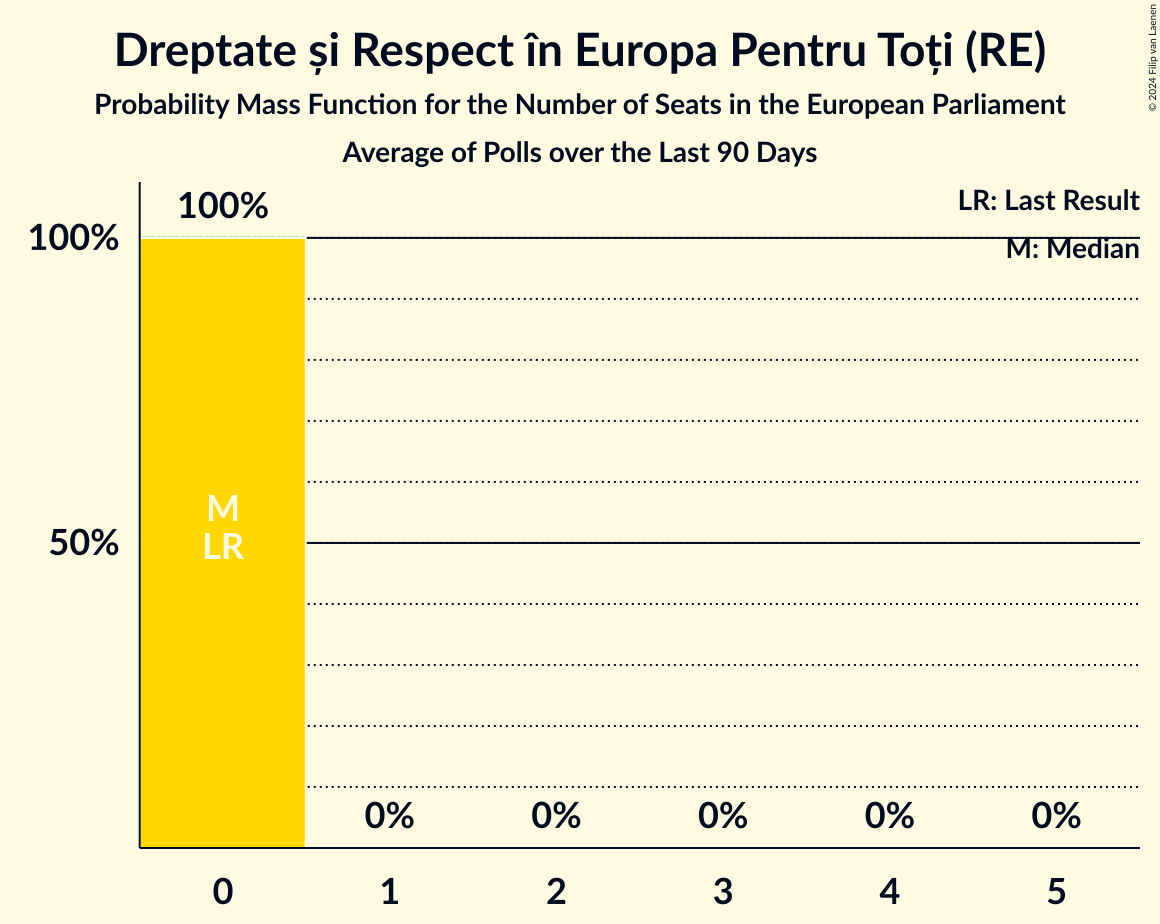 Dreptate și Respect în Europa Pentru Toți (RE)
Probability Mass Function for the Number of Seats in the European Parliament
Average of Polls over the Last 90 Days
© 2024 Filip van Laenen
LR: Last Result
M: Median
100%
100%
50%
M
LR
0%
0%
0%
0%
0%
0
1
2
3
4
5